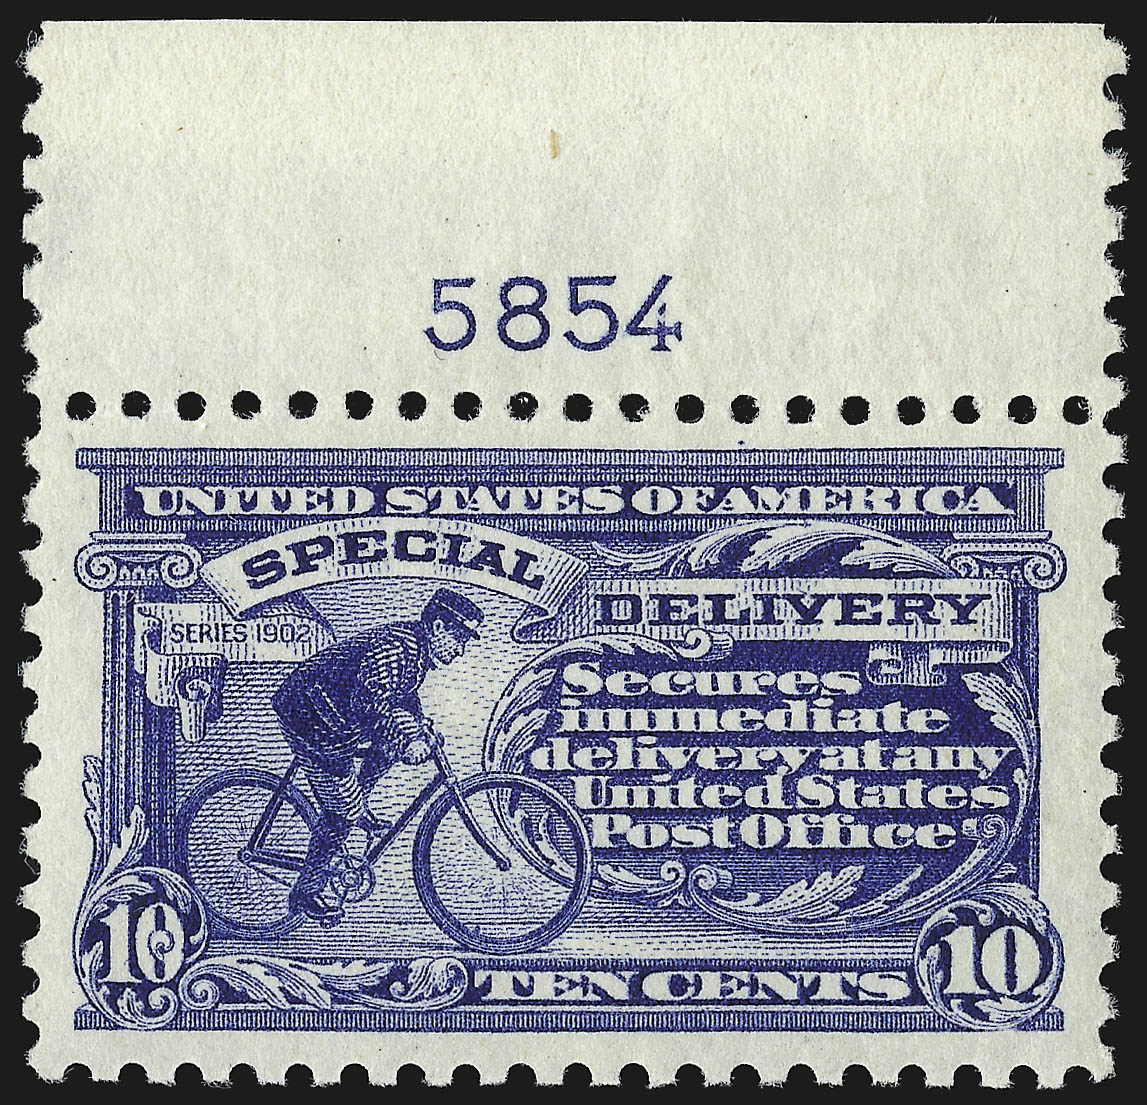 5854
UNITED STATES OF AMERICA
SPECIAL
DELIVERY
SERIES 1902
Secures
immediate
delivery at any
United States
Post Office
10
TEN CENTS
10